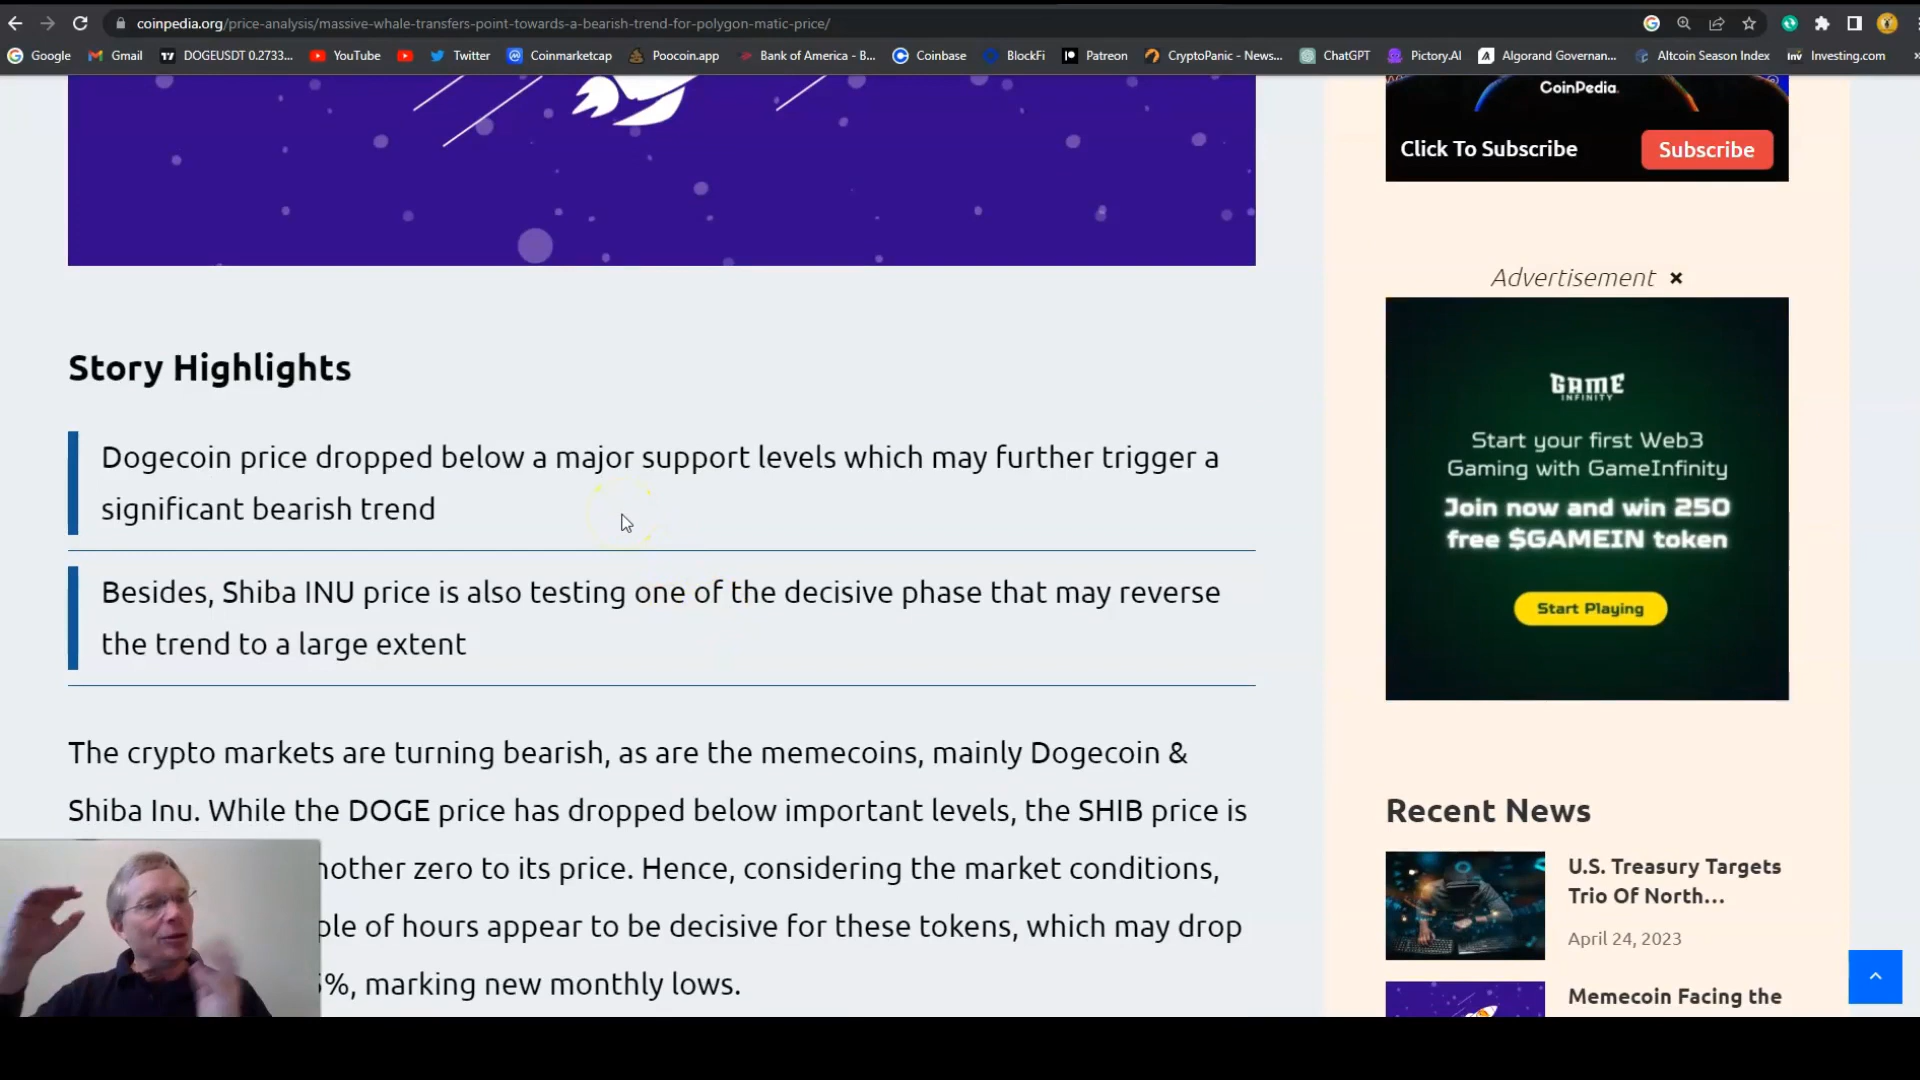 coinpedia.org/price-analysis/massive-whale-transfers-point-towards-a-bearish-trend-for-polygon-matic-price/
Google
Gmail
DOGEUSDT 0.2733...
YouTube
Twitter
Coinmarketcap
Poocoin.app
Bank of America - B...
Coinbase
BlockFi
Patreon
CryptoPanic - News...
ChatGPT
Pictory.AI
Algorand Governan...
Altcoin Season Index
Investing.com
Story Highlights
Dogecoin price dropped below a major support levels which may further trigger a
significant bearish trend
Besides, Shiba INU price is also testing one of the decisive phase that may reverse
the trend to a large extent
The crypto markets are turning bearish, as are the memecoins, mainly Dogecoin &
Shiba Inu. While the DOGE price has dropped below important levels, the SHIB price is
zero to its price. Hence, considering the market conditions,
of hours appear to be decisive for these tokens, which may drop
%, marking new monthly lows.
CoinPedia
Click To Subscribe
Subscribe
Advertisement
GAME
INFINITY
Start your first Web3
Gaming with GameInfinity
Join now and win 250
free $GAMEIN token
Start Playing
Recent News
U.S. Treasury Targets
Trio Of North...
April 24, 2023
Memecoin Facing the